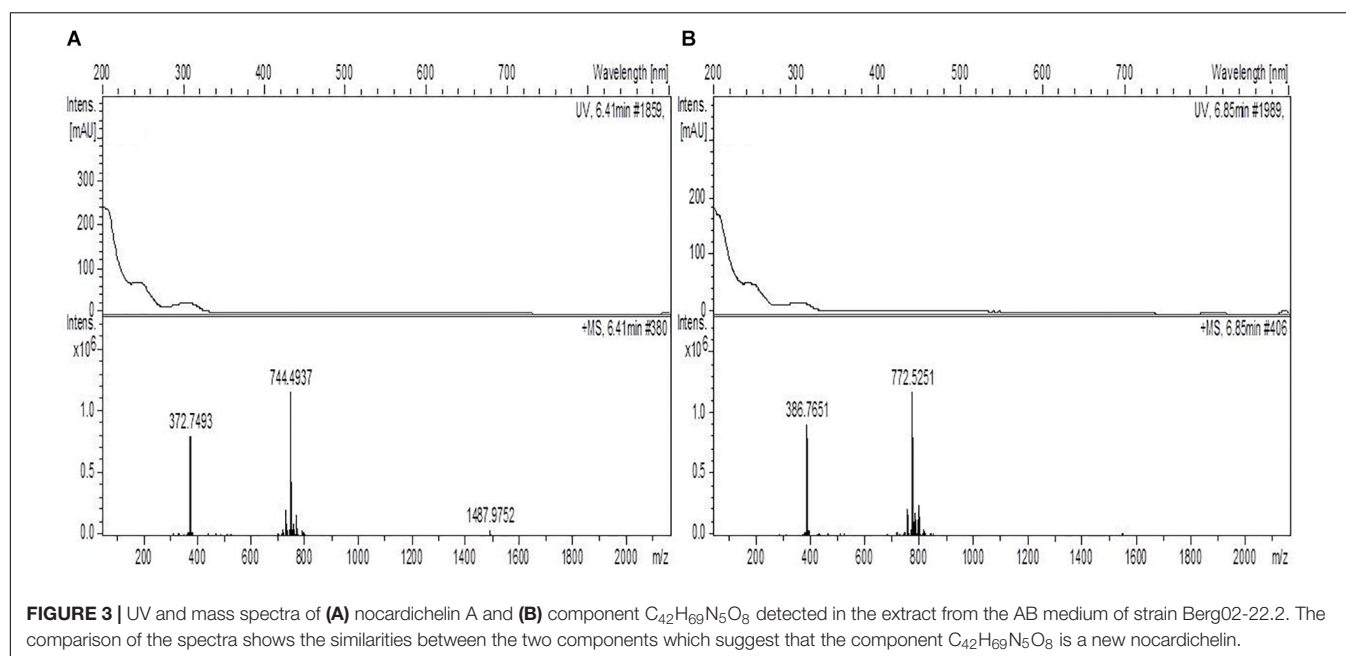 A
200 300 400 500 600 700 Wavelength [nm]
Intens.
[mAU]
UV, 6.41min #1859,
300
200
100
0
Intens.
x10⁶
+MS, 6.41min #380
744.4937
1.0
372.7493
0.5
1487.9752
0.0
200 400 600 800 1000 1200 1400 1600 1800 2000 m/z
B
200 300 400 500 600 700 Wavelength [nm]
Intens.
[mAU]
UV, 6.85min #1989,
200
100
0
Intens.
x10⁶
+MS, 6.85min #406
772.5251
1.0
386.7651
0.5
0.0
200 400 600 800 1000 1200 1400 1600 1800 2000 m/z
FIGURE 3 | UV and mass spectra of (A) nocardichelin A and (B) component C₄₂H₆₉N₅O₈ detected in the extract from the AB medium of strain Berg02-22.2. The
comparison of the spectra shows the similarities between the two components which suggest that the component C₄₂H₆₉N₅O₈ is a new nocardichelin.